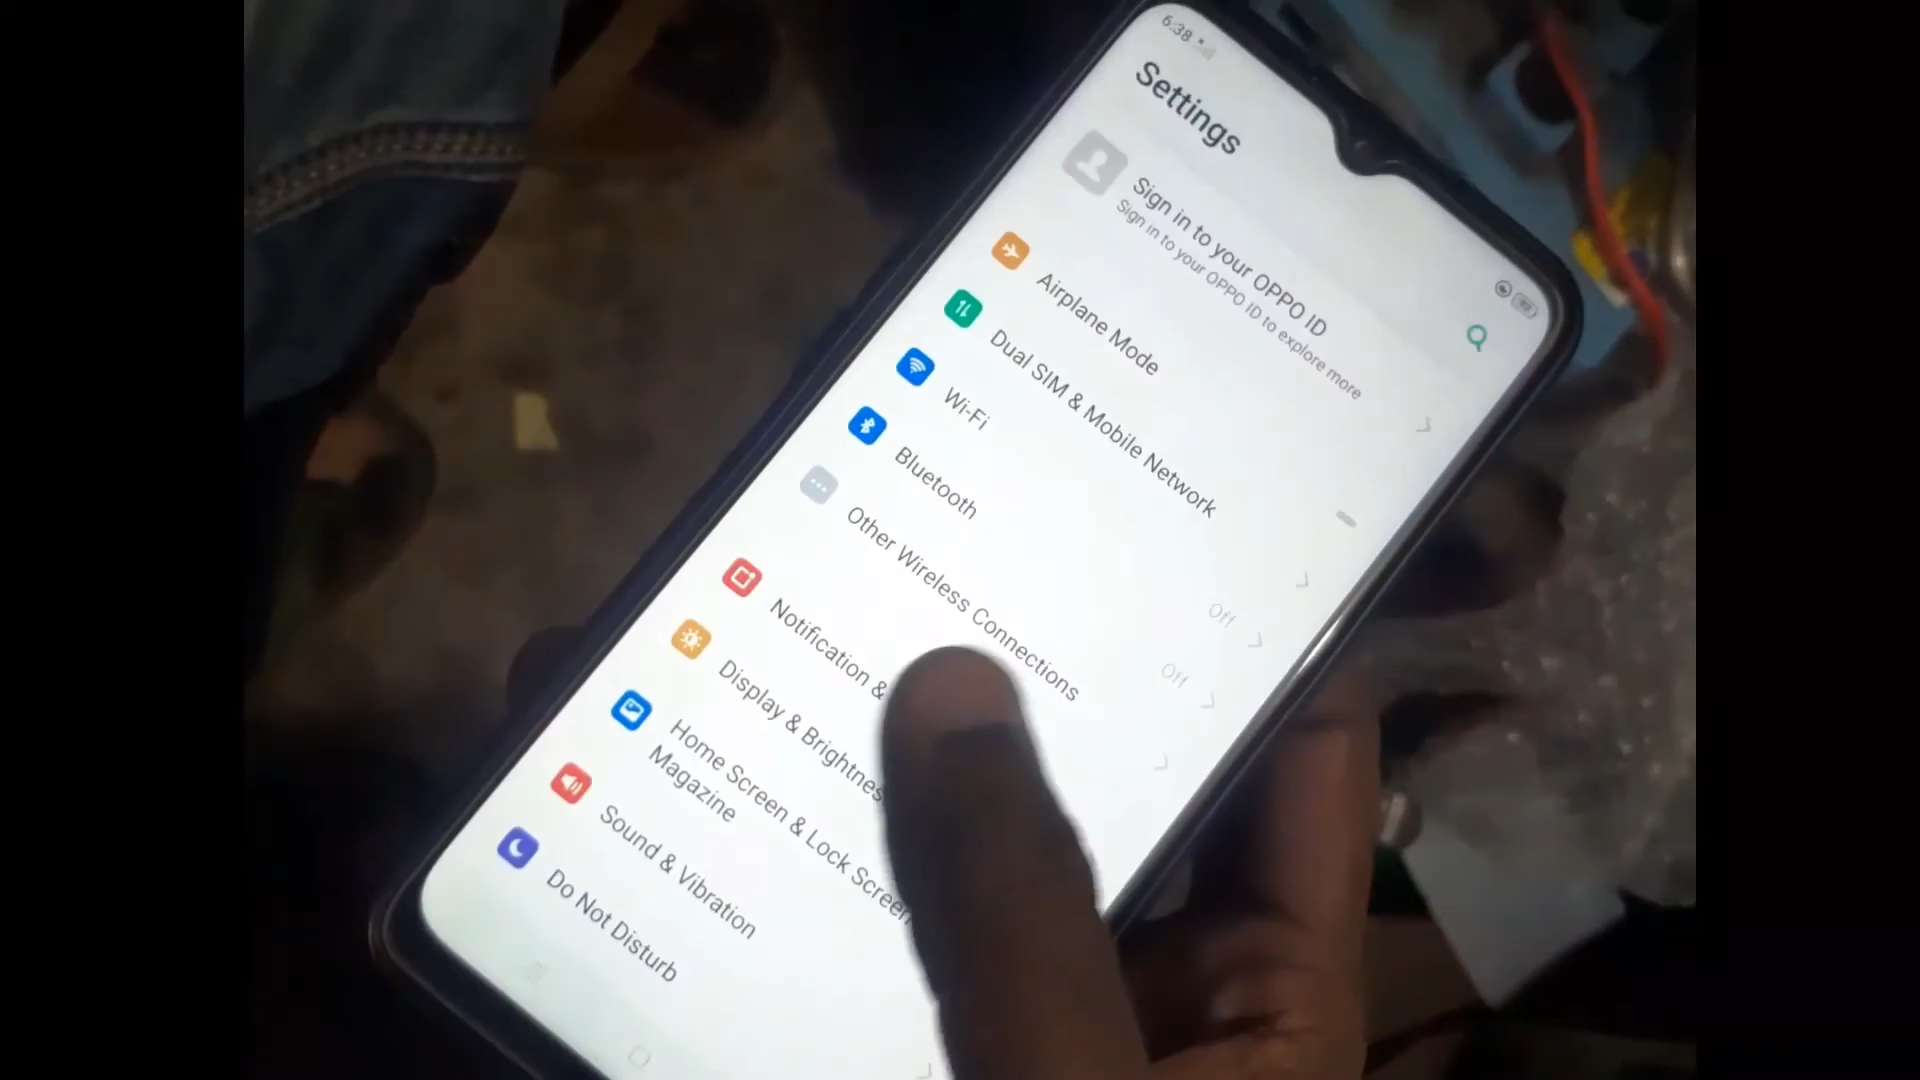 6:38
Settings
Sign in to your OPPO ID
Sign in to your OPPO ID to explore more
Airplane Mode
Dual SIM & Mobile Network
Wi-Fi
Off
Bluetooth
Off
Other Wireless Connections
Notification &
Display & Brightness
Home Screen & Lock Screen
Magazine
Sound & Vibration
Do Not Disturb